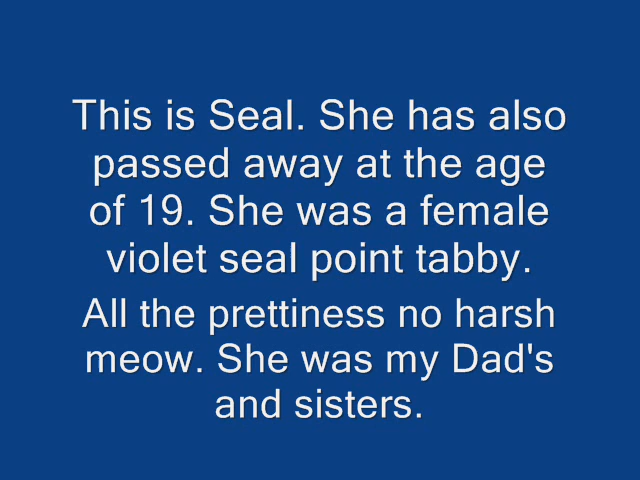 This is Seal. She has also
passed away at the age
of 19. She was a female
violet seal point tabby.
All the prettiness no harsh
meow. She was my Dad's
and sisters.